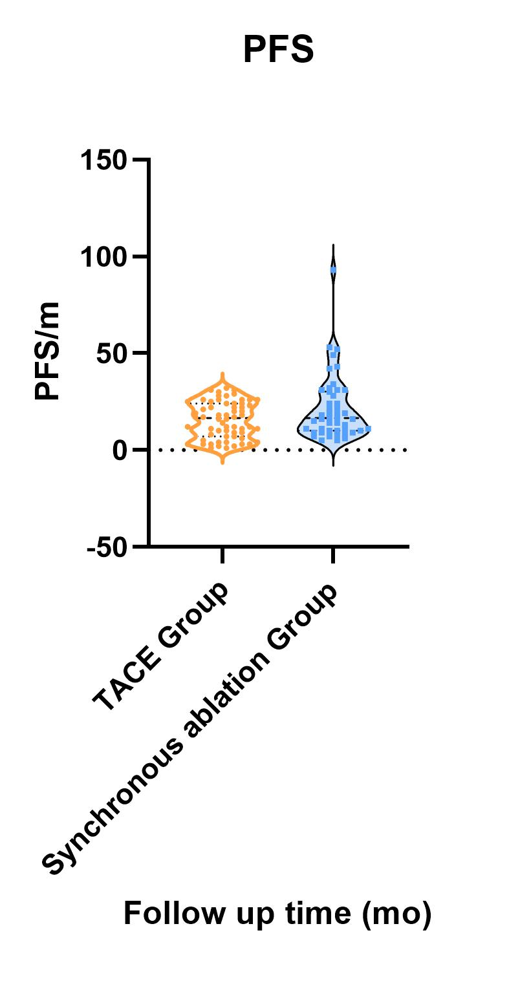 PFS
150
100
50
0
-50
PFS/m
TACE Group
Synchronous ablation Group
Follow up time (mo)